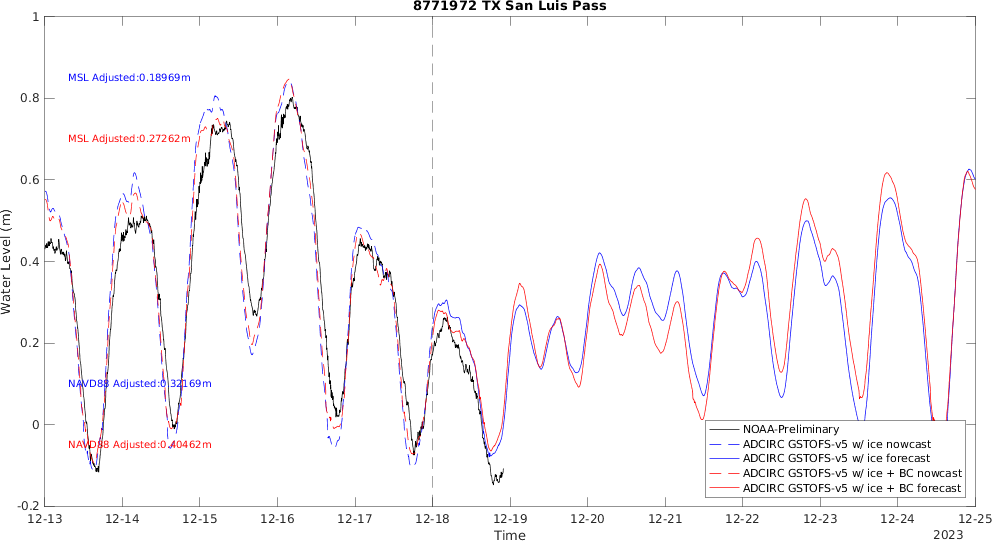 8771972 TX San Luis Pass
1
0.8
0.6
0.4
0.2
0
-0.2
Water Level (m)
MSL Adjusted:0.18969m
MSL Adjusted:0.27262m
NAVD88 Adjusted:0.32169m
NAVD88 Adjusted:0.40462m
NOAA-Preliminary
ADCIRC GSTOFS-v5 w/ ice nowcast
ADCIRC GSTOFS-v5 w/ ice forecast
ADCIRC GSTOFS-v5 w/ ice + BC nowcast
ADCIRC GSTOFS-v5 w/ ice + BC forecast
12-13 12-14 12-15 12-16 12-17 12-18 12-19 12-20 12-21 12-22 12-23 12-24 12-25
Time
2023